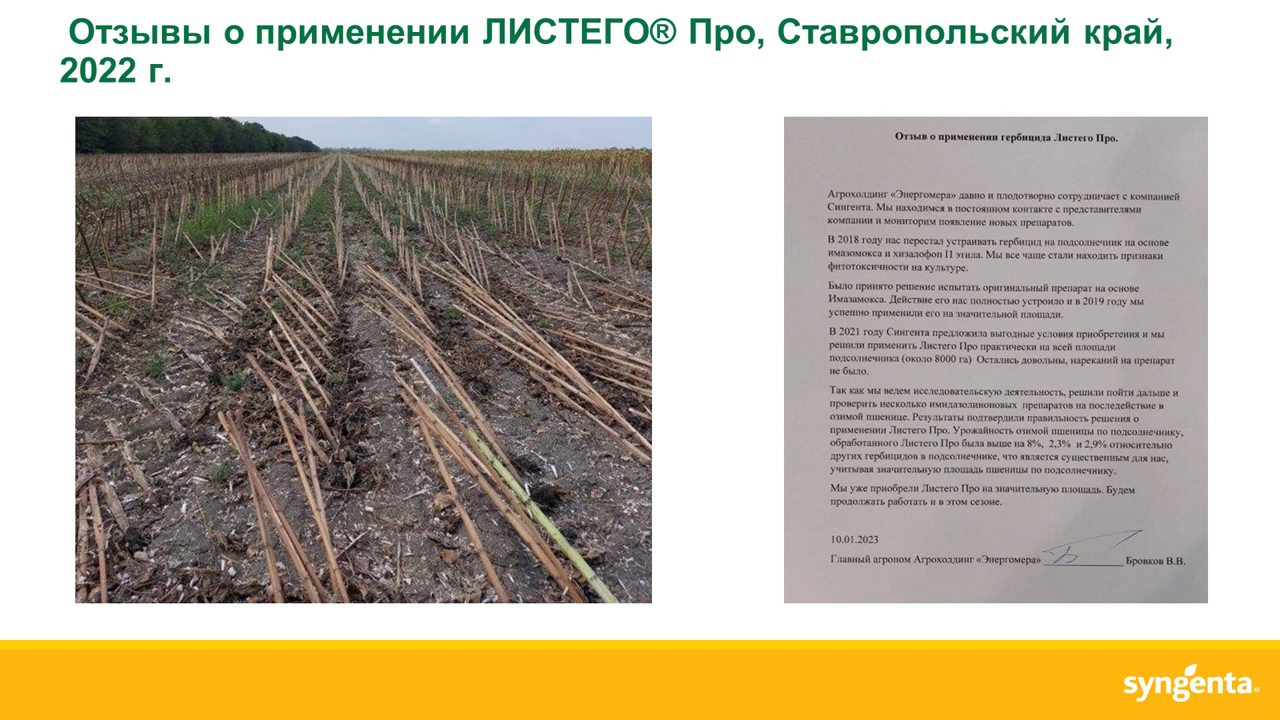 Отзывы о применении ЛИСТЕГО® Про, Ставропольский край,
2022 г.
Отзыв о применении гербицида Листего Про.
Агрохолдинг «Энергомера» давно и плодотворно сотрудничает с компанией
Сингента. Мы находимся в постоянном контакте с представителями
компании и мониторим появление новых препаратов.
В 2018 году нас перестал устраивать гербицид на подсолнечник на основе
имазомокса и хизалофоп П этила. Мы все чаще стали находить признаки
фитотоксичности на культуре.
Было принято решение испытать оригинальный препарат на основе
Имазамокса. Действие его нас полностью устроило и в 2019 году мы
успешно применили его на значительной площади.
В 2021 году Сингента предложила выгодные условия приобретения и мы
решили применить Листего Про практически на всей площади
подсолнечника (около 8000 га) Остались довольны, нареканий на препарат
не было.
Так как мы ведем исследовательскую деятельность, решили пойти дальше и
проверить несколько имидазолиноновых препаратов на последействие в
озимой пшенице. Результаты подтвердили правильность решения о
применении Листего Про. Урожайность озимой пшеницы по подсолнечнику,
обработанного Листего Про была выше на 8%, 2,3% и 2,9% относительно
других гербицидов в подсолнечнике, что является существенным для нас,
учитывая значительную площадь пшеницы по подсолнечнику.
Мы уже приобрели Листего Про на значительную площадь. Будем
продолжать работать и в этом сезоне.
10.01.2023
Главный агроном Агрохолдинг «Энергомера» Бровков В.В.
syngenta®